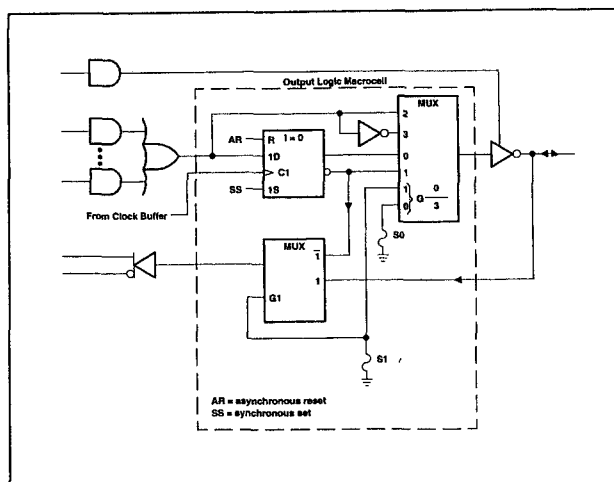 Output Logic Macrocell
MUX
2
3
0
1
AR
R
I = 0
1D
C1
SS
1S
From Clock Buffer
1
0
G
0
3
S0
MUX
1
1
G1
S1
AR = asynchronous reset
SS = synchronous set